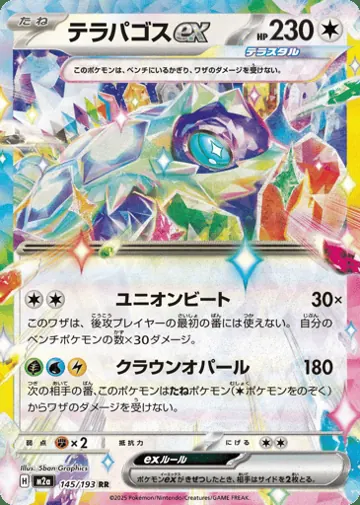 たね テラパゴスex HP 230
テラスタル
このポケモンは、ベンチにいるかぎり、ワザのダメージを受けない。
ユニオンビート 30×
このワザは、後攻プレイヤーの最初の番には使えない。自分の
ベンチポケモンの数×30ダメージ。
クラウンオパール 180
次の相手の番、このポケモンはたねポケモン(✶ポケモンをのぞく)
からワザのダメージを受けない。
弱点 ×2 抵抗力 にげる
Illus. 5ban Graphics
exルール
ポケモンexがきぜつしたとき、相手はサイドを2枚とる。
H m2a 145/193 RR
©2025 Pokémon/Nintendo/Creatures/GAME FREAK.